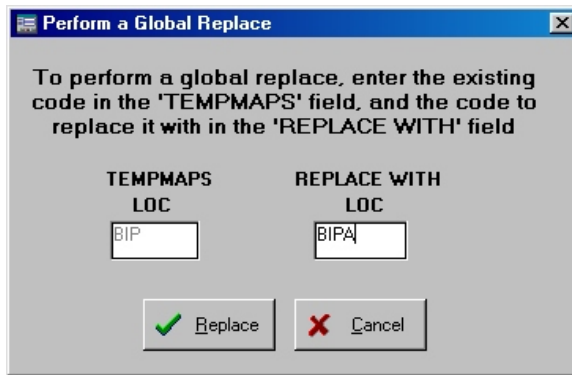 Perform a Global Replace
To perform a global replace, enter the existing
code in the 'TEMPMAPS' field, and the code to
replace it with in the 'REPLACE WITH' field
TEMPMAPS REPLACE WITH
LOC LOC
BIP BIPA
Replace Cancel